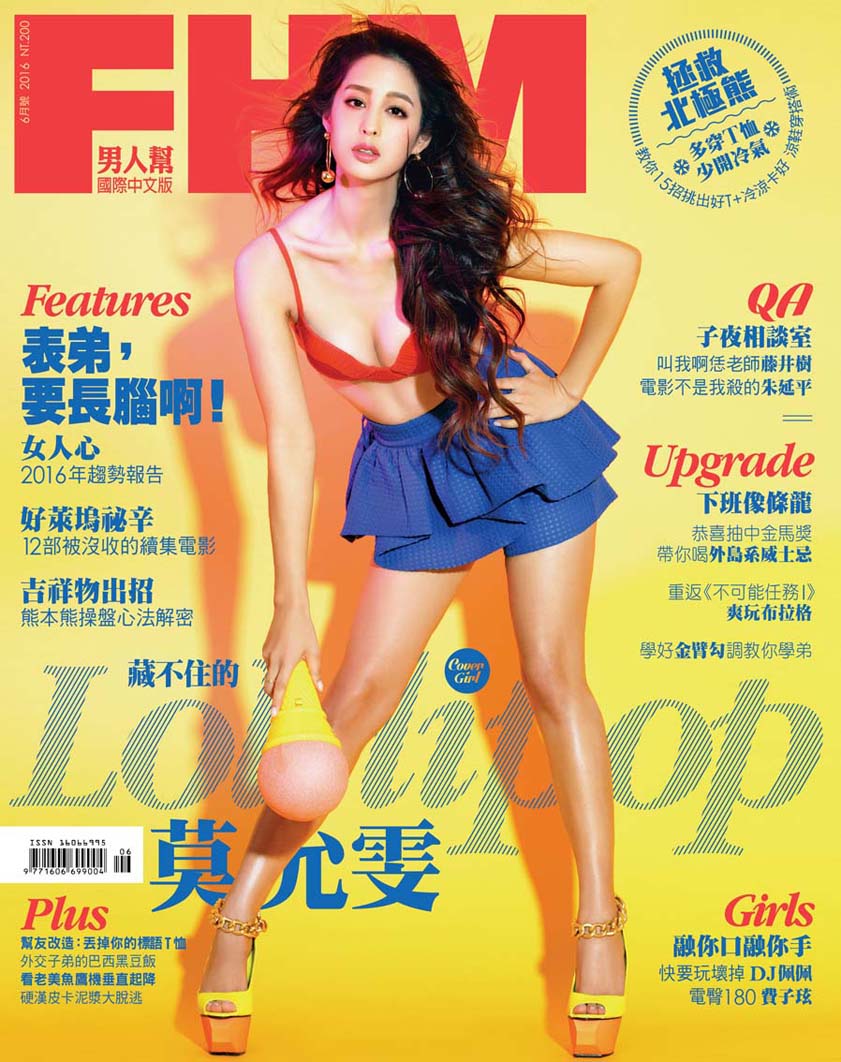 6月號 2016 NT.200
FHM
男人幫
國際中文版
拯救
北極熊
多穿T恤
少開冷氣
教你15招挑出好T+冷涼卡好 涼鞋穿搭術
Features
表弟，
要長腦啊！
女人心
2016年趨勢報告
好萊塢祕辛
12部被沒收的續集電影
吉祥物出招
熊本熊操盤心法解密
QA
子夜相談室
叫我啊恁老師藤井樹
電影不是我殺的朱延平
Upgrade
下班像條龍
恭喜抽中金馬獎
帶你喝外島系威士忌
重返《不可能任務I》
爽玩布拉格
學好金臂勾調教你學弟
藏不住的
Cover
Girl
Lollipop
莫允雯
ISSN 16066995
06
9 771606 699004
Plus
幫友改造：丟掉你的標語T恤
外交子弟的巴西黑豆飯
看老美魚鷹機垂直起降
硬漢皮卡泥漿大脫逃
Girls
融你口融你手
快要玩壞掉 DJ佩佩
電臀180 費子玹